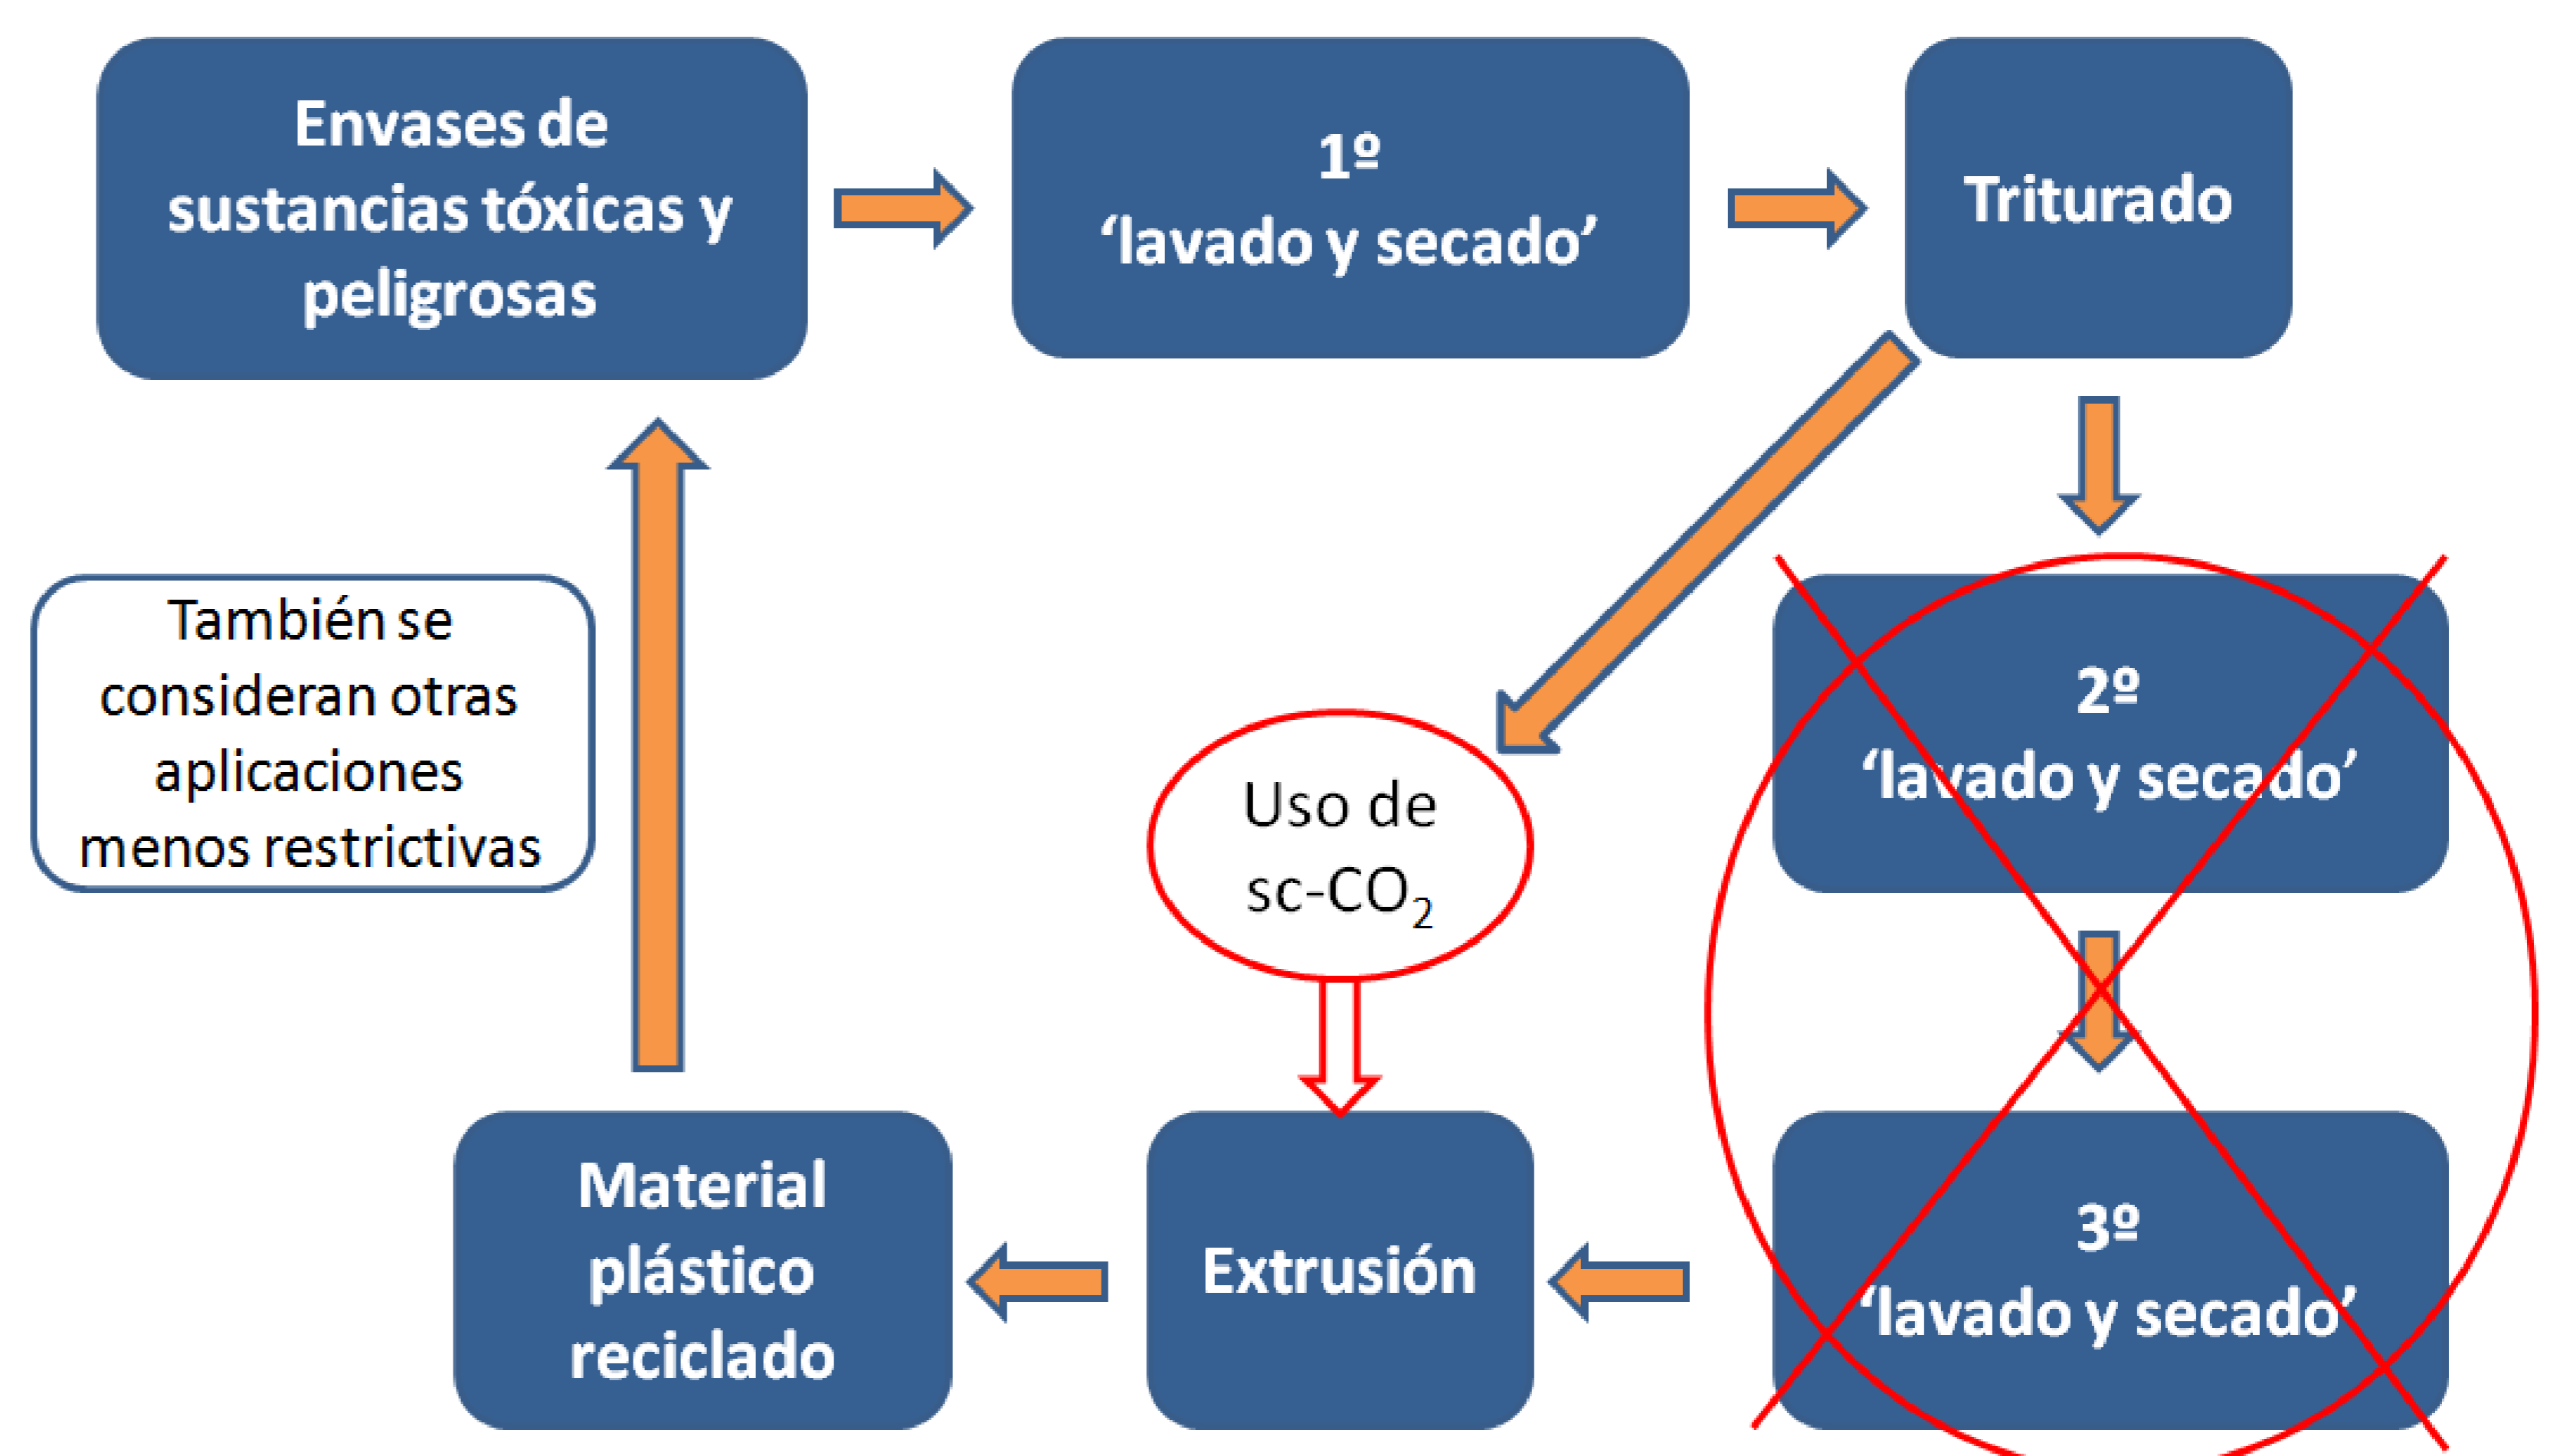 Envases de
sustancias tóxicas y
peligrosas
1º
‘lavado y secado’
Triturado
También se
consideran otras
aplicaciones
menos restrictivas
Uso de
sc-CO₂
2º
‘lavado y secado’
Material
plástico
reciclado
Extrusión
3º
‘lavado y secado’